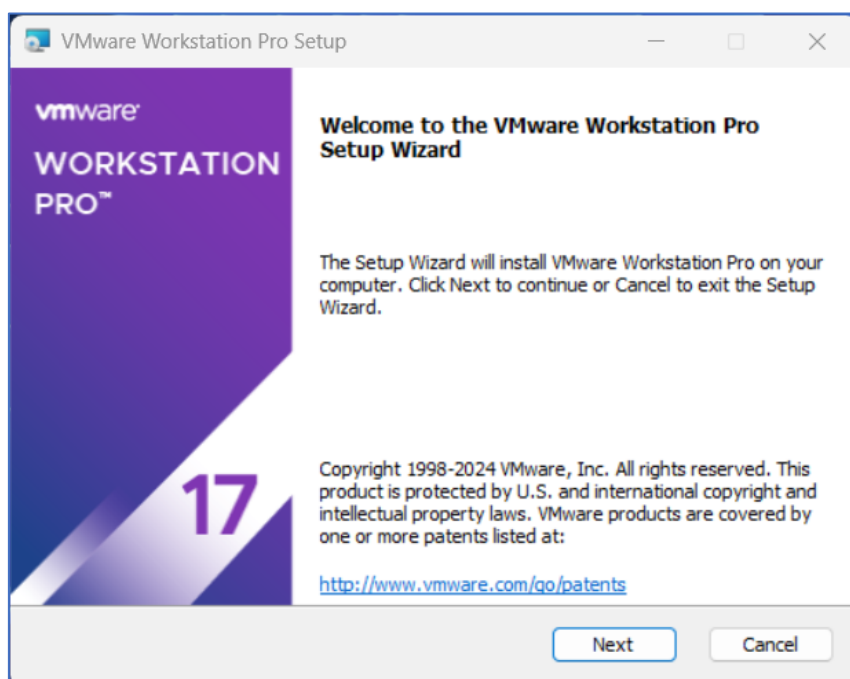 VMware Workstation Pro Setup
vmware®
WORKSTATION
PRO™
17
Welcome to the VMware Workstation Pro
Setup Wizard
The Setup Wizard will install VMware Workstation Pro on your
computer. Click Next to continue or Cancel to exit the Setup
Wizard.
Copyright 1998-2024 VMware, Inc. All rights reserved. This
product is protected by U.S. and international copyright and
intellectual property laws. VMware products are covered by
one or more patents listed at:
http://www.vmware.com/go/patents
Next
Cancel